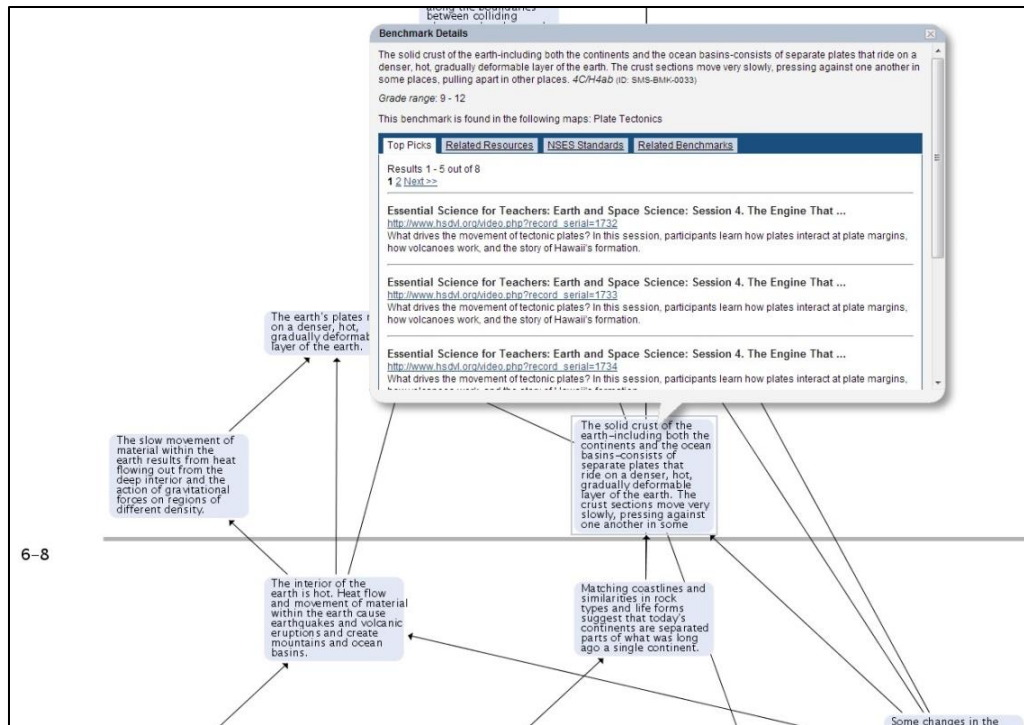 along the boundaries
between colliding
Benchmark Details
The solid crust of the earth-including both the continents and the ocean basins-consists of separate plates that ride on a
denser, hot, gradually deformable layer of the earth. The crust sections move very slowly, pressing against one another in
some places, pulling apart in other places. 4C/H4ab (ID: SMS-BMK-0033)
Grade range: 9 - 12
This benchmark is found in the following maps: Plate Tectonics
Top Picks Related Resources NSES Standards Related Benchmarks
Results 1 - 5 out of 8
1 2 Next >>
Essential Science for Teachers: Earth and Space Science: Session 4. The Engine That ...
http://www.hsdvl.org/video.php?record_serial=1732
What drives the movement of tectonic plates? In this session, participants learn how plates interact at plate margins,
how volcanoes work, and the story of Hawaii's formation.
Essential Science for Teachers: Earth and Space Science: Session 4. The Engine That ...
http://www.hsdvl.org/video.php?record_serial=1733
What drives the movement of tectonic plates? In this session, participants learn how plates interact at plate margins,
how volcanoes work, and the story of Hawaii's formation.
Essential Science for Teachers: Earth and Space Science: Session 4. The Engine That ...
http://www.hsdvl.org/video.php?record_serial=1734
What drives the movement of tectonic plates? In this session, participants learn how plates interact at plate margins,
The earth's plates
on a denser, hot,
gradually
layer of the earth.
The slow movement of
material within the
earth results from heat
flowing out from the
deep interior and the
action of gravitational
forces on regions of
different density.
The solid crust of the
earth-including both the
continents and the ocean
basins-consists of
separate plates that
ride on a denser, hot,
gradually deformable
layer of the earth. The
crust sections move very
slowly, pressing against
one another in some
6-8
The interior of the
earth is hot. Heat flow
and movement of material
within the earth cause
earthquakes and volcanic
eruptions and create
mountains and ocean
basins.
Matching coastlines and
similarities in rock
types and life forms
suggest that today's
continents are separated
parts of what was long
ago a single continent.
Some changes in the